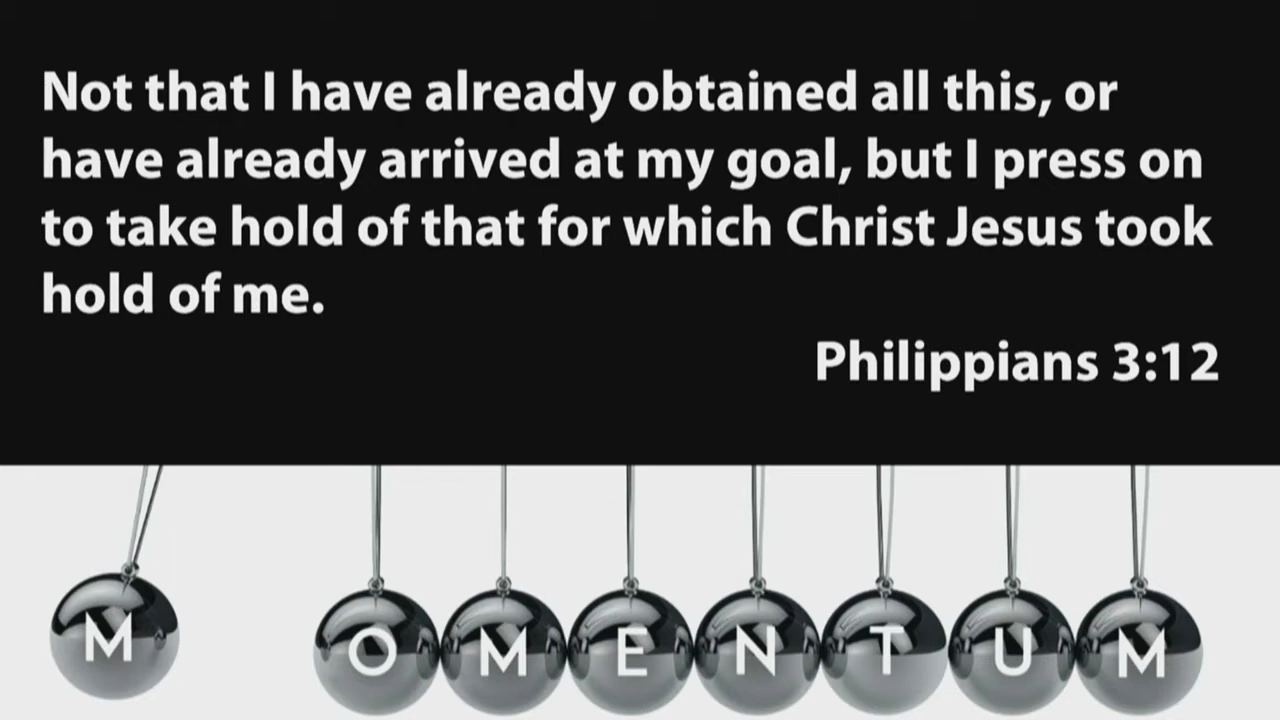 Not that I have already obtained all this, or
have already arrived at my goal, but I press on
to take hold of that for which Christ Jesus took
hold of me.
Philippians 3:12
MOMENTUM